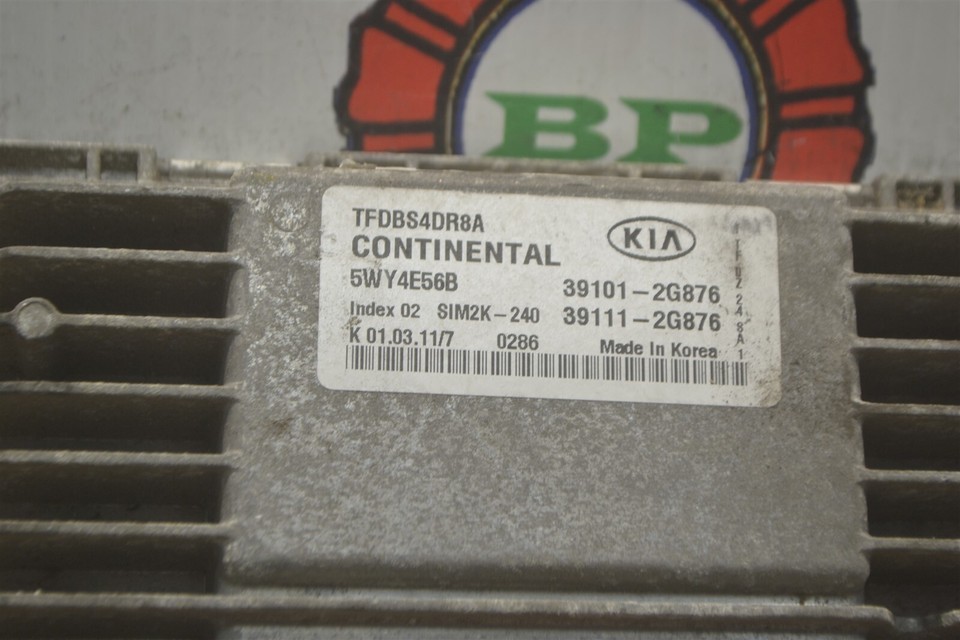 BP
TFDBS4DR8A
CONTINENTAL
KIA
5WY4E56B
39101-2G876
Index 02 SIM2K-240
39111-2G876
K 01.03.11/7 0286 Made In Korea